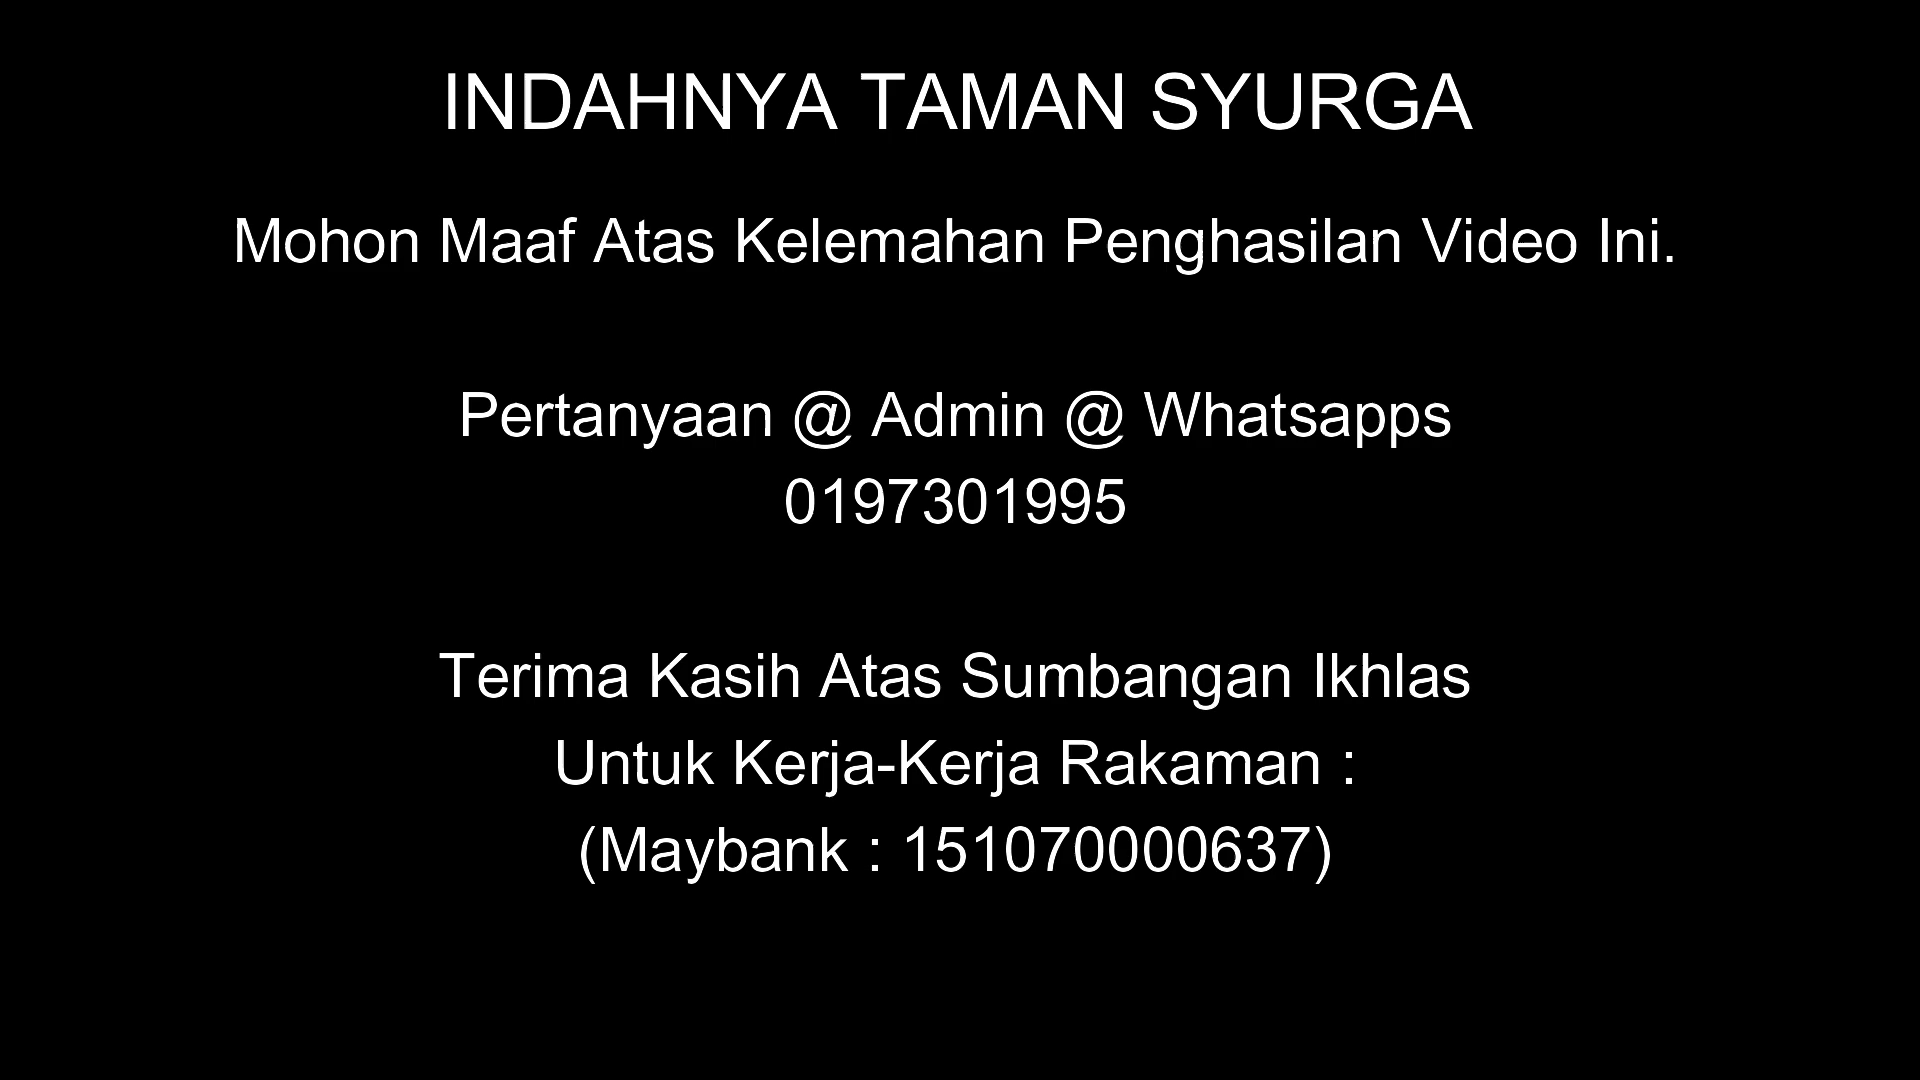 INDAHNYA TAMAN SYURGA
Mohon Maaf Atas Kelemahan Penghasilan Video Ini.
Pertanyaan @ Admin @ Whatsapps
0197301995
Terima Kasih Atas Sumbangan Ikhlas
Untuk Kerja-Kerja Rakaman :
(Maybank : 151070000637)